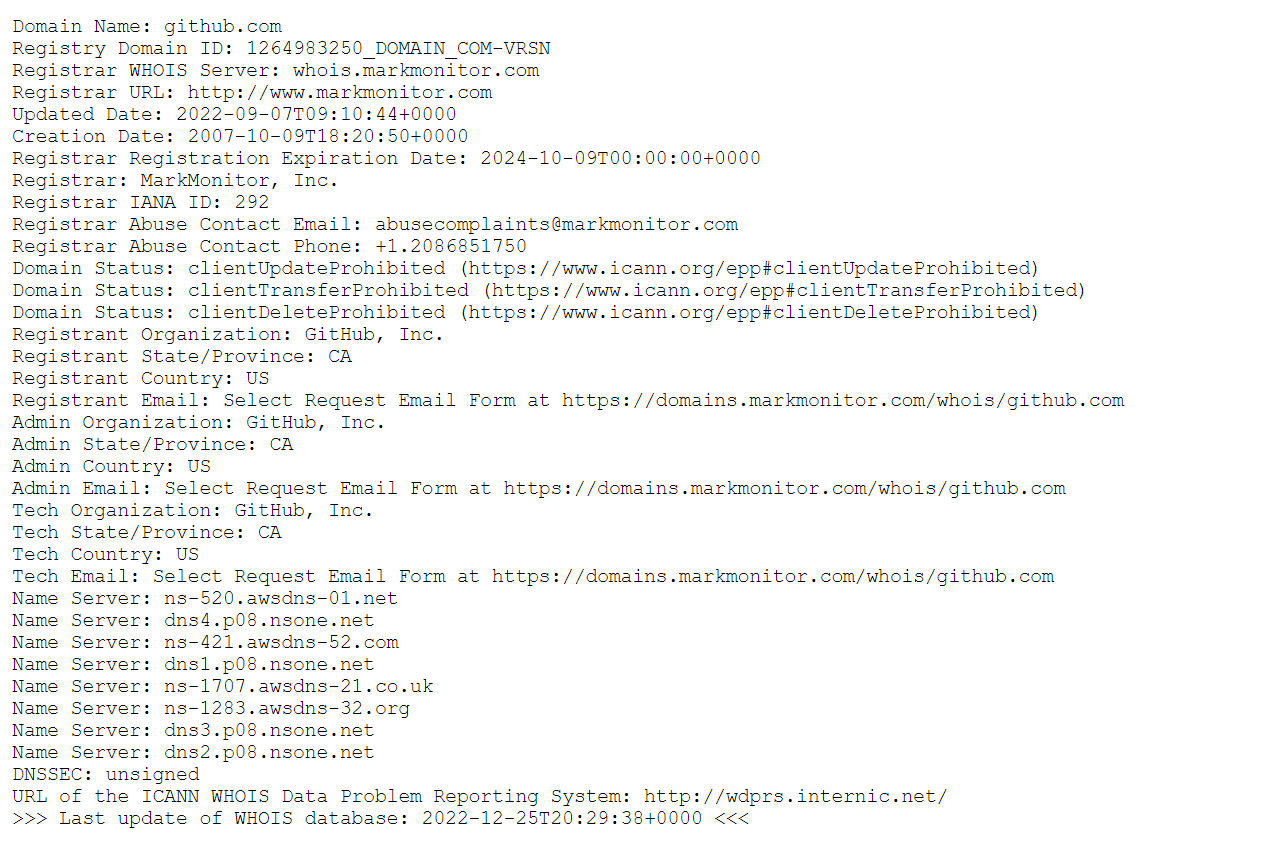 Domain Name: github.com
Registry Domain ID: 1264983250_DOMAIN_COM-VRSN
Registrar WHOIS Server: whois.markmonitor.com
Registrar URL: http://www.markmonitor.com
Updated Date: 2022-09-07T09:10:44+0000
Creation Date: 2007-10-09T18:20:50+0000
Registrar Registration Expiration Date: 2024-10-09T00:00:00+0000
Registrar: MarkMonitor, Inc.
Registrar IANA ID: 292
Registrar Abuse Contact Email: abusecomplaints@markmonitor.com
Registrar Abuse Contact Phone: +1.2086851750
Domain Status: clientUpdateProhibited (https://www.icann.org/epp#clientUpdateProhibited)
Domain Status: clientTransferProhibited (https://www.icann.org/epp#clientTransferProhibited)
Domain Status: clientDeleteProhibited (https://www.icann.org/epp#clientDeleteProhibited)
Registrant Organization: GitHub, Inc.
Registrant State/Province: CA
Registrant Country: US
Registrant Email: Select Request Email Form at https://domains.markmonitor.com/whois/github.com
Admin Organization: GitHub, Inc.
Admin State/Province: CA
Admin Country: US
Admin Email: Select Request Email Form at https://domains.markmonitor.com/whois/github.com
Tech Organization: GitHub, Inc.
Tech State/Province: CA
Tech Country: US
Tech Email: Select Request Email Form at https://domains.markmonitor.com/whois/github.com
Name Server: ns-520.awsdns-01.net
Name Server: dns4.p08.nsone.net
Name Server: ns-421.awsdns-52.com
Name Server: dns1.p08.nsone.net
Name Server: ns-1707.awsdns-21.co.uk
Name Server: ns-1283.awsdns-32.org
Name Server: dns3.p08.nsone.net
Name Server: dns2.p08.nsone.net
DNSSEC: unsigned
URL of the ICANN WHOIS Data Problem Reporting System: http://wdprs.internic.net/
>>> Last update of WHOIS database: 2022-12-25T20:29:38+0000 <<<